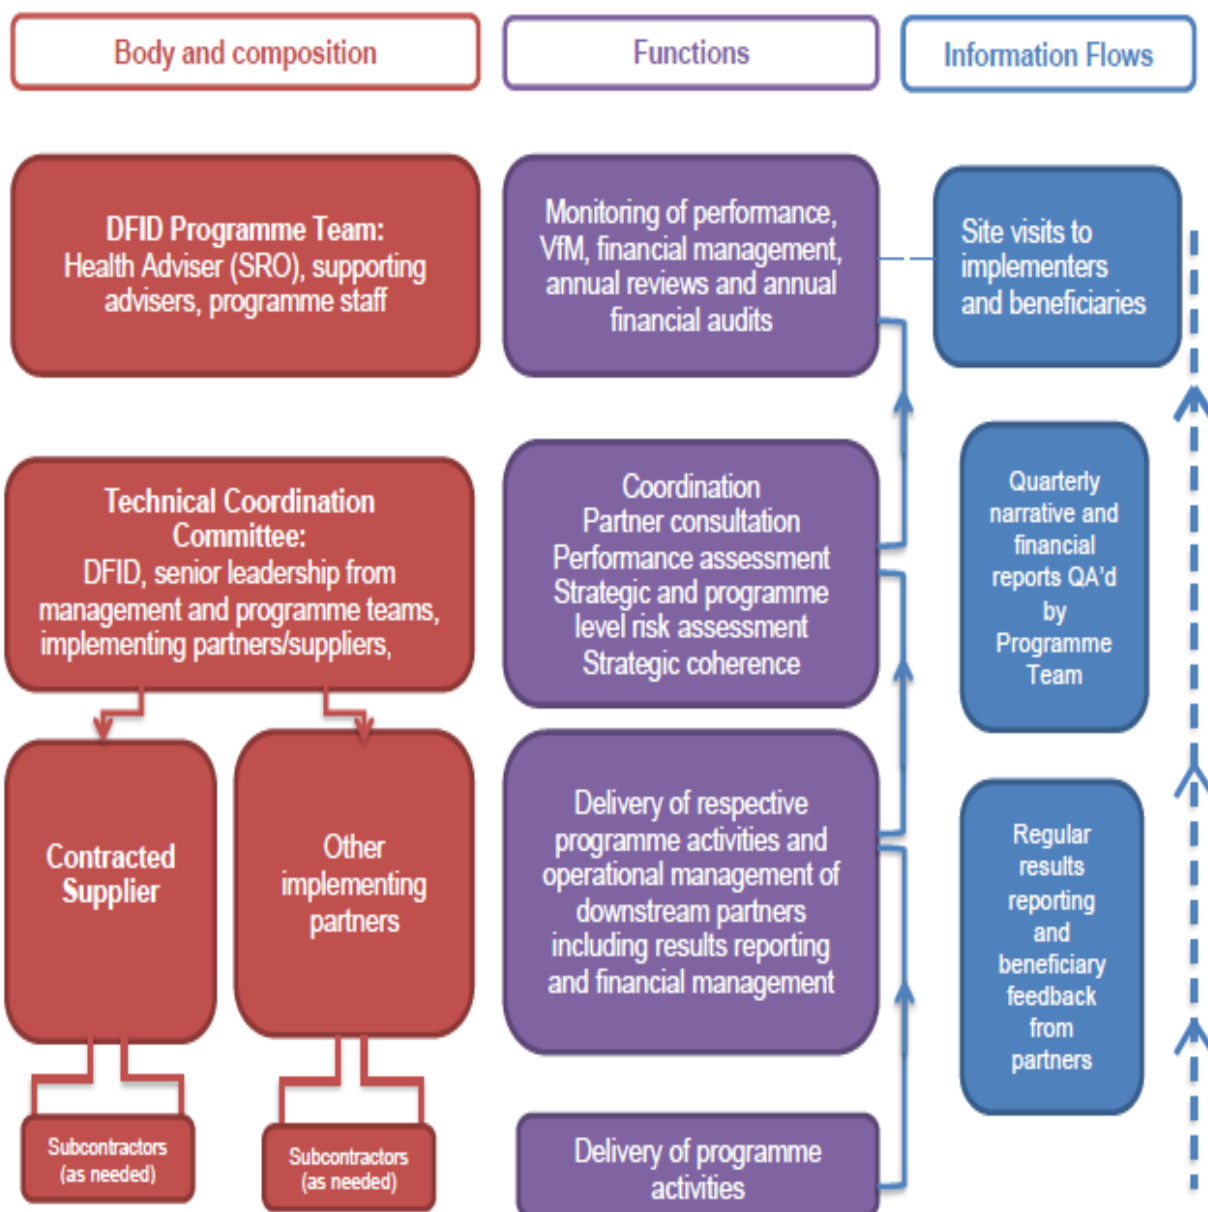 Body and composition
Functions
Information Flows
DFID Programme Team:
Health Adviser (SRO), supporting
advisers, programme staff
Monitoring of performance,
VfM, financial management,
annual reviews and annual
financial audits
Site visits to
implementers
and beneficiaries
Technical Coordination
Committee:
DFID, senior leadership from
management and programme teams,
implementing partners/suppliers,
Coordination
Partner consultation
Performance assessment
Strategic and programme
level risk assessment
Strategic coherence
Quarterly
narrative and
financial
reports QA'd
by
Programme
Team
Contracted
Supplier
Other
implementing
partners
Delivery of respective
programme activities and
operational management of
downstream partners
including results reporting
and financial management
Regular
results
reporting
and
beneficiary
feedback
from
partners
Subcontractors
(as needed)
Subcontractors
(as needed)
Delivery of programme
activities